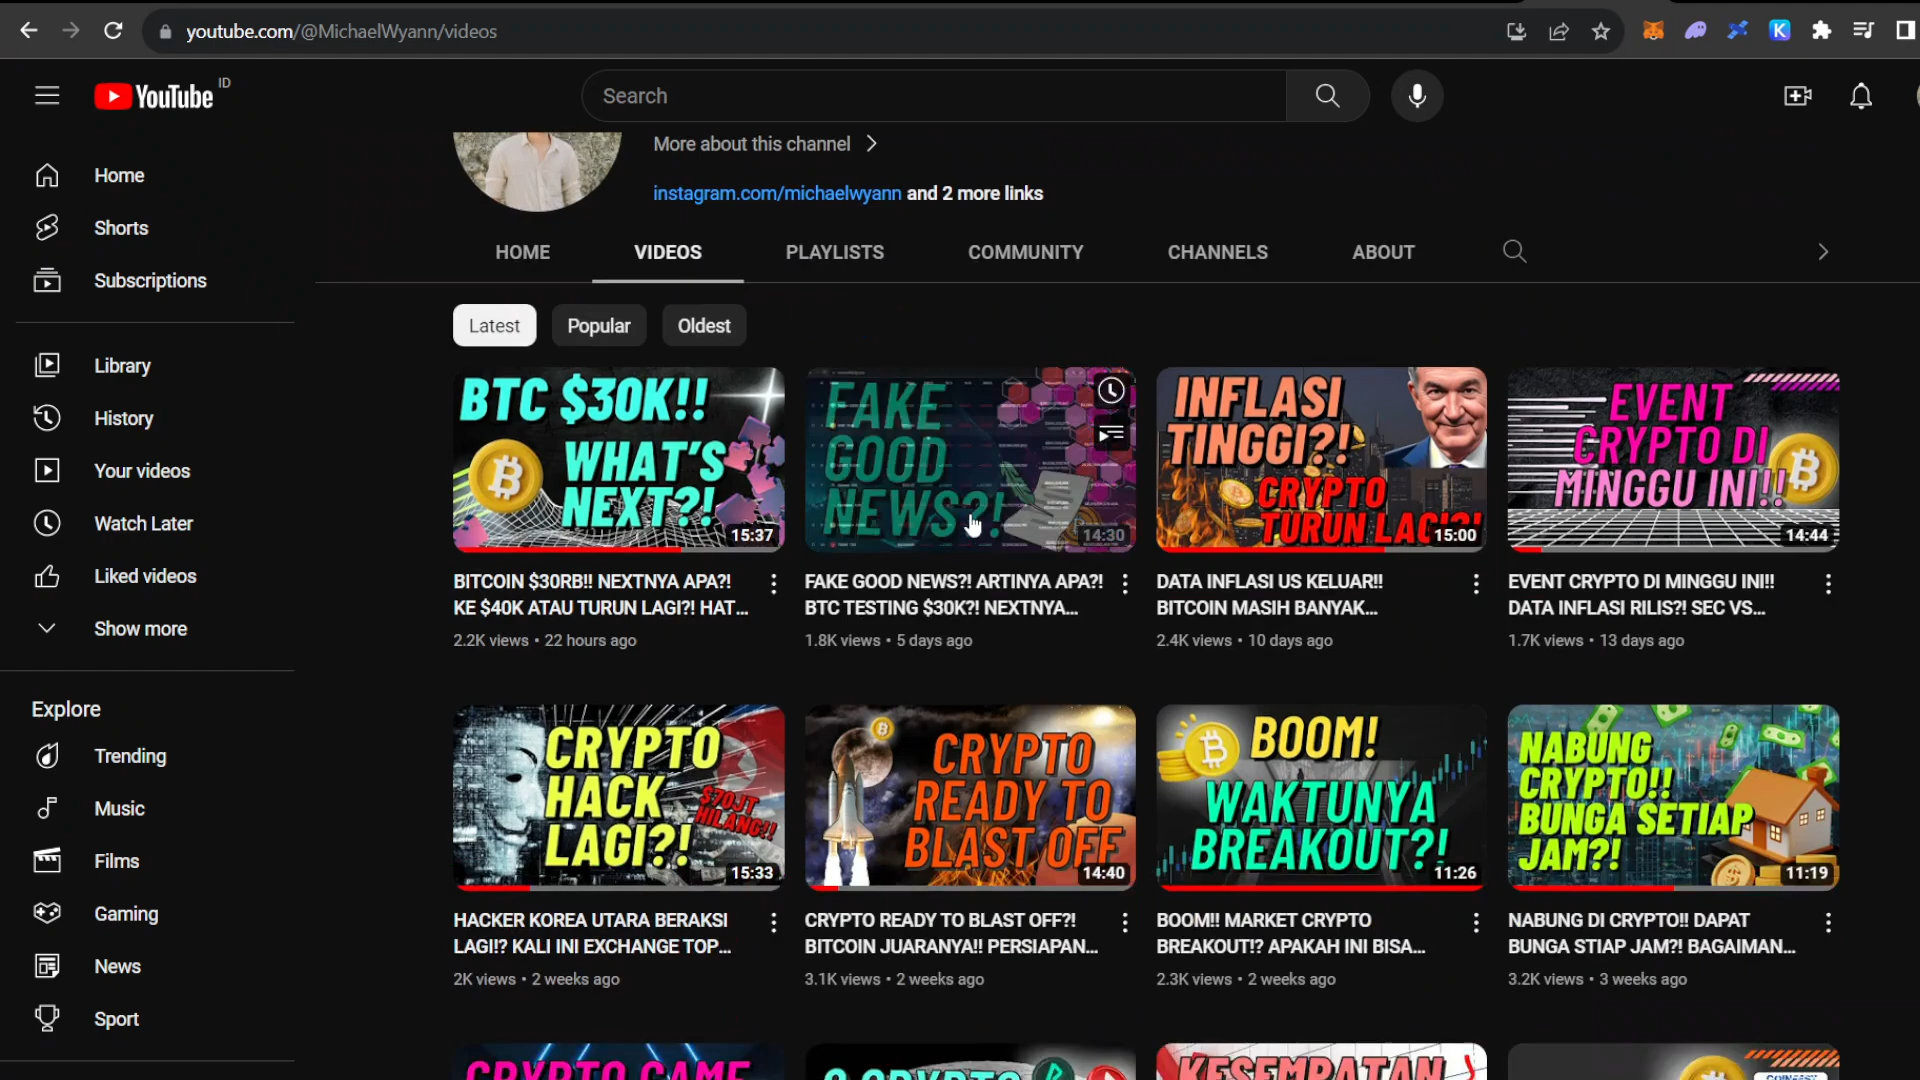 youtube.com/@MichaelWyann/videos
YouTube ID
Search
Home
Shorts
Subscriptions
Library
History
Your videos
Watch Later
Liked videos
Show more
Explore
Trending
Music
Films
Gaming
News
Sport
More about this channel
instagram.com/michaelwyann and 2 more links
HOME VIDEOS PLAYLISTS COMMUNITY CHANNELS ABOUT
Latest Popular Oldest
BTC $30K!!
WHAT'S
NEXT?!
15:37
BITCOIN $30RB!! NEXTNYA APA?!
KE $40K ATAU TURUN LAGI?! HAT...
2.2K views • 22 hours ago
FAKE
GOOD
NEWS?!
14:30
FAKE GOOD NEWS?! ARTINYA APA?!
BTC TESTING $30K?! NEXTNYA...
1.8K views • 5 days ago
INFLASI
TINGGI?!
CRYPTO
TURUN LAGI?!
15:00
DATA INFLASI US KELUAR!!
BITCOIN MASIH BANYAK...
2.4K views • 10 days ago
EVENT
CRYPTO DI
MINGGU INI!!
14:44
EVENT CRYPTO DI MINGGU INI!!
DATA INFLASI RILIS?! SEC VS...
1.7K views • 13 days ago
CRYPTO
HACK
LAGI?!
$70JT
HILANG!!
15:33
HACKER KOREA UTARA BERAKSI
LAGI!? KALI INI EXCHANGE TOP...
2K views • 2 weeks ago
CRYPTO
READY TO
BLAST OFF
14:40
CRYPTO READY TO BLAST OFF?!
BITCOIN JUARANYA!! PERSIAPAN...
3.1K views • 2 weeks ago
BOOM!
WAKTUNYA
BREAKOUT?!
11:26
BOOM!! MARKET CRYPTO
BREAKOUT!? APAKAH INI BISA...
2.3K views • 2 weeks ago
NABUNG
CRYPTO!!
BUNGA SETIAP
JAM?!
11:19
NABUNG DI CRYPTO!! DAPAT
BUNGA STIAP JAM?! BAGAIMAN...
3.2K views • 3 weeks ago
CRYPTO GAME
CRYPTO
KESEMPATAN